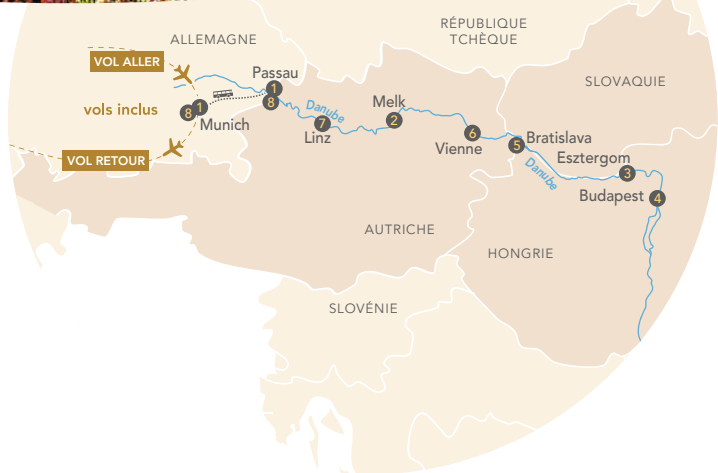 RÉPUBLIQUE
TCHÈQUE
ALLEMAGNE
VOL ALLER
Passau
SLOVAQUIE
1
8
vols inclus
8
1
Munich
Danube
Melk
2
7
Linz
6
Vienne
Bratislava
5
Esztergom
3
Danube
Budapest
4
VOL RETOUR
AUTRICHE
HONGRIE
SLOVÉNIE